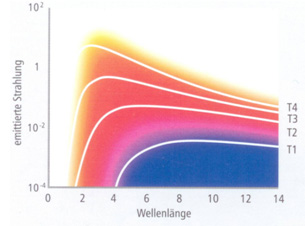 10²
emittierte Strahlung
1
10⁻²
10⁻⁴
0 2 4 6 8 10 12 14
Wellenlänge
T4
T3
T2
T1